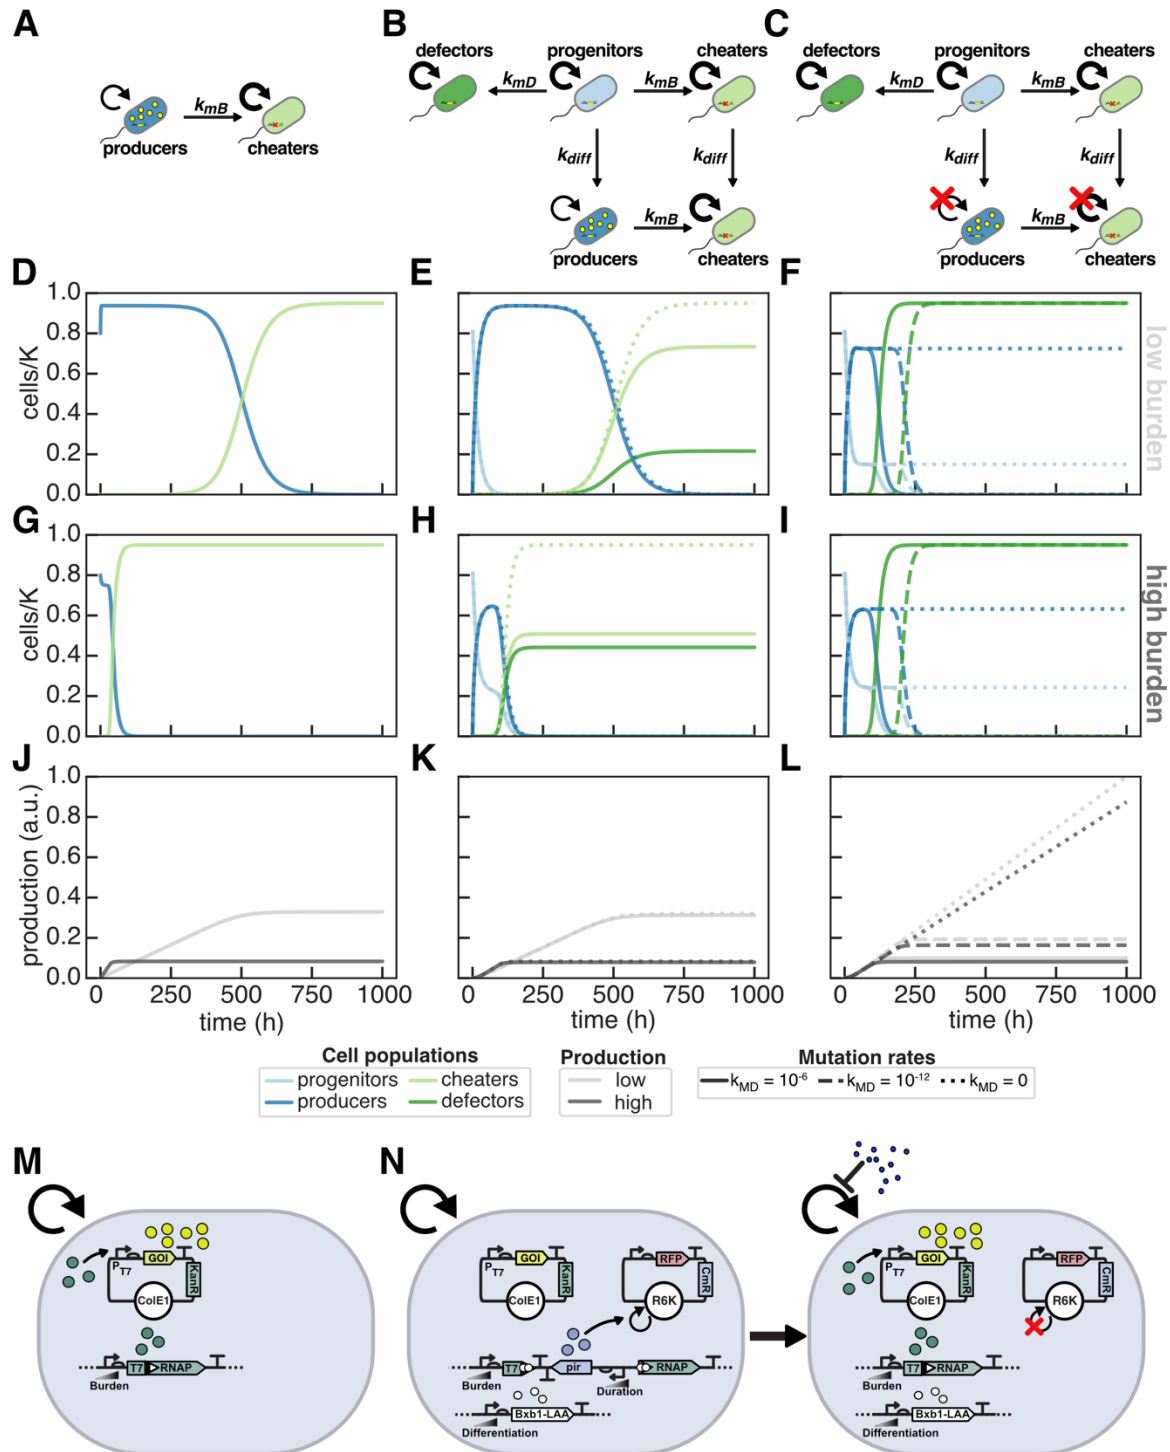 A
B
C
defectors
progenitors
cheaters
defectors
progenitors
cheaters
kmD
kmB
kmD
kmB
kmB
producers
cheaters
kdiff
kdiff
kdiff
kdiff
kmB
kmB
producers
cheaters
producers
cheaters
D
E
F
1.0
0.8
0.6
0.4
0.2
0.0
cells/K
low burden
G
H
I
1.0
0.8
0.6
0.4
0.2
0.0
cells/K
high burden
J
K
L
1.0
0.8
0.6
0.4
0.2
0
production (a.u.)
0 250 500 750 1000
0 250 500 750 1000
0 250 500 750 1000
time (h)
time (h)
time (h)
Cell populations
progenitors
cheaters
producers
defectors
Production
low
high
Mutation rates
kMD = 10-6
kMD = 10-12
kMD = 0
M
N
PT7
GOI
KanR
ColE1
T7
RNAP
Burden
PT7
GOI
KanR
ColE1
RFP
CmR
R6K
T7
pir
RNAP
Burden
Duration
Bxb1-LAA
Differentiation
PT7
GOI
KanR
ColE1
RFP
CmR
R6K
T7
RNAP
Burden
Bxb1-LAA
Differentiation